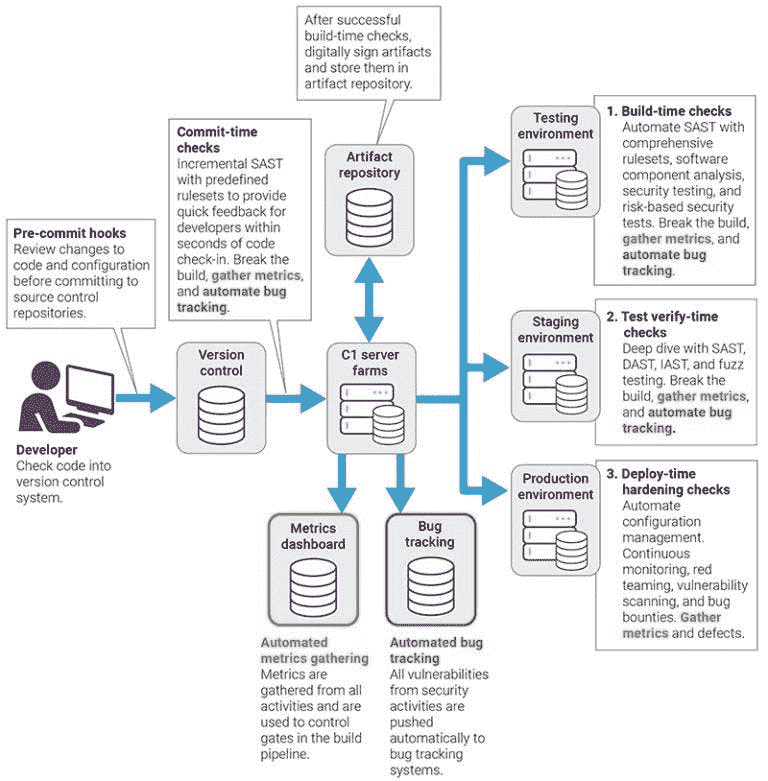 After successful
build-time checks,
digitally sign artifacts
and store them in
artifact repository.
Pre-commit hooks
Review changes to
code and configuration
before committing to
source control
repositories.
Commit-time
checks
Incremental SAST
with predefined
rulesets to provide
quick feedback for
developers within
seconds of code
check-in. Break the
build, gather metrics,
and automate bug
tracking.
Artifact
repository
Developer
Check code into
version control
system.
Version
control
C1 server
farms
Metrics
dashboard
Automated
metrics gathering
Metrics are
gathered from all
activities and are
used to control
gates in the build
pipeline.
Bug
tracking
Automated bug
tracking
All vulnerabilities
from security
activities are
pushed
automatically to
bug tracking
systems.
Testing
environment
1. Build-time checks
Automate SAST with
comprehensive
rulesets, software
component analysis,
security testing, and
risk-based security
tests. Break the build,
gather metrics, and
automate bug
tracking.
Staging
environment
2. Test verify-time
checks
Deep dive with SAST,
DAST, IAST, and fuzz
testing. Break the
build, gather metrics,
and automate bug
tracking.
Production
environment
3. Deploy-time
hardening checks
Automate
configuration
management.
Continuous
monitoring, red
teaming, vulnerability
scanning, and bug
bounties. Gather
metrics and defects.